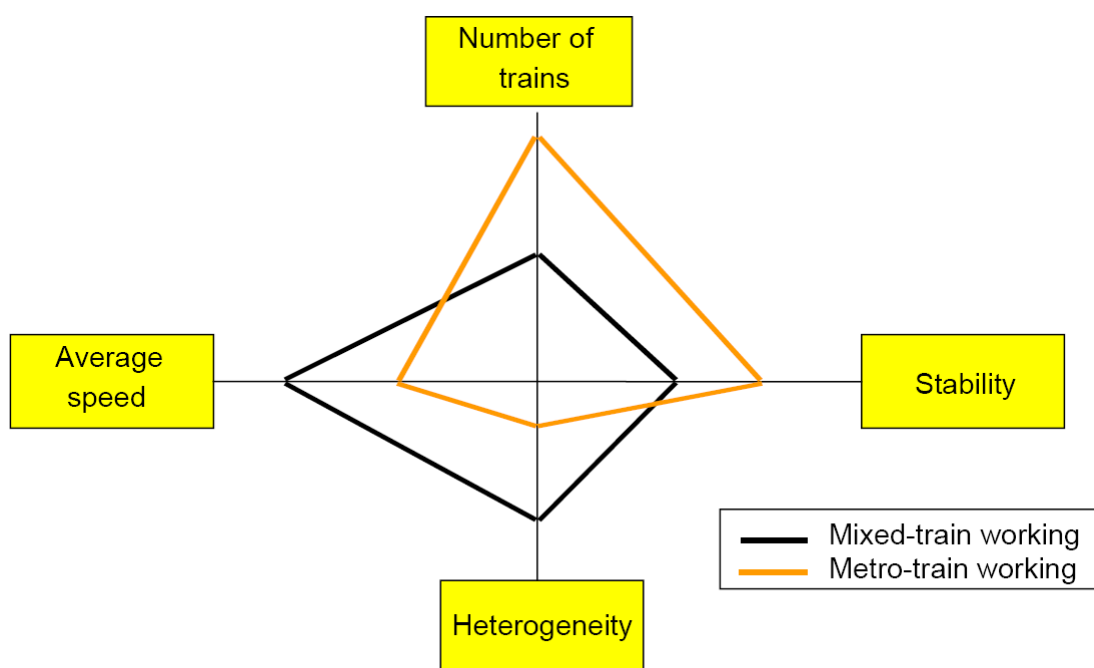 Number of
trains
Average
speed
Stability
Heterogeneity
Mixed-train working
Metro-train working